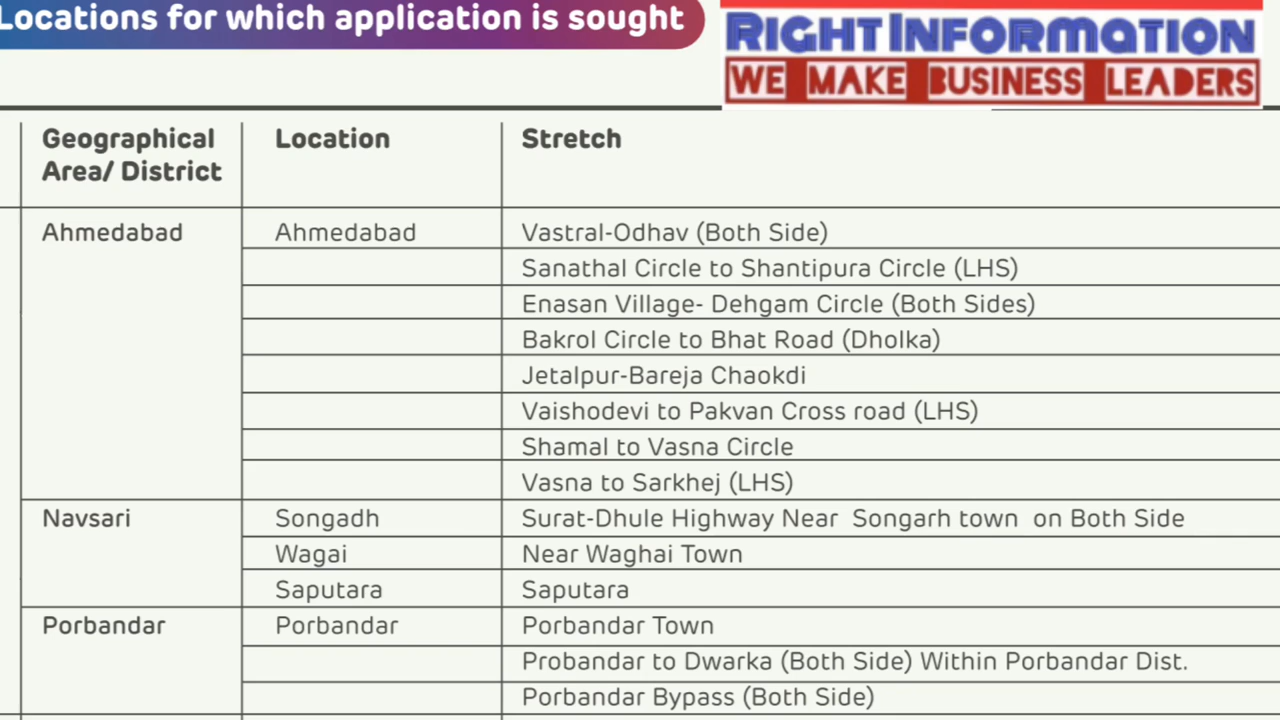 Locations for which application is sought
RIGHT INFORMATION
WE MAKE BUSINESS LEADERS
Geographical Area/ District Location Stretch
Ahmedabad Ahmedabad Vastral-Odhav (Both Side)
Sanathal Circle to Shantipura Circle (LHS)
Enasan Village- Dehgam Circle (Both Sides)
Bakrol Circle to Bhat Road (Dholka)
Jetalpur-Bareja Chaokdi
Vaishodevi to Pakvan Cross road (LHS)
Shamal to Vasna Circle
Vasna to Sarkhej (LHS)
Navsari Songadh Surat-Dhule Highway Near Songarh town on Both Side
Wagai Near Waghai Town
Saputara Saputara
Porbandar Porbandar Porbandar Town
Probandar to Dwarka (Both Side) Within Porbandar Dist.
Porbandar Bypass (Both Side)